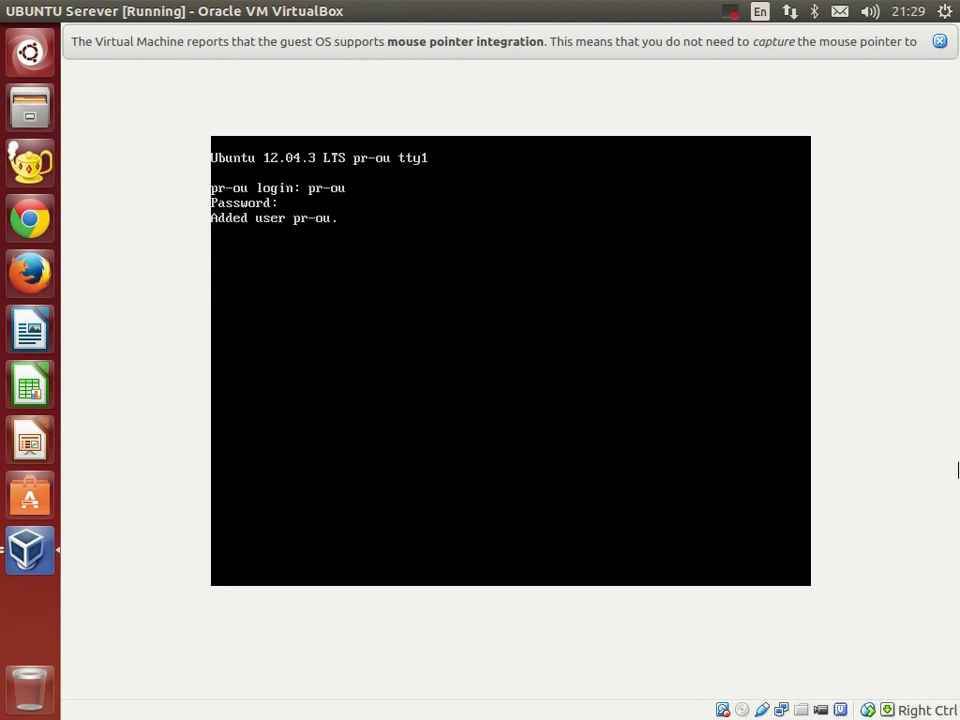 UBUNTU Serever [Running] - Oracle VM VirtualBox
En
21:29
The Virtual Machine reports that the guest OS supports mouse pointer integration. This means that you do not need to capture the mouse pointer to
Ubuntu 12.04.3 LTS pr-ou tty1
pr-ou login: pr-ou
Password:
Added user pr-ou.
Right Ctrl